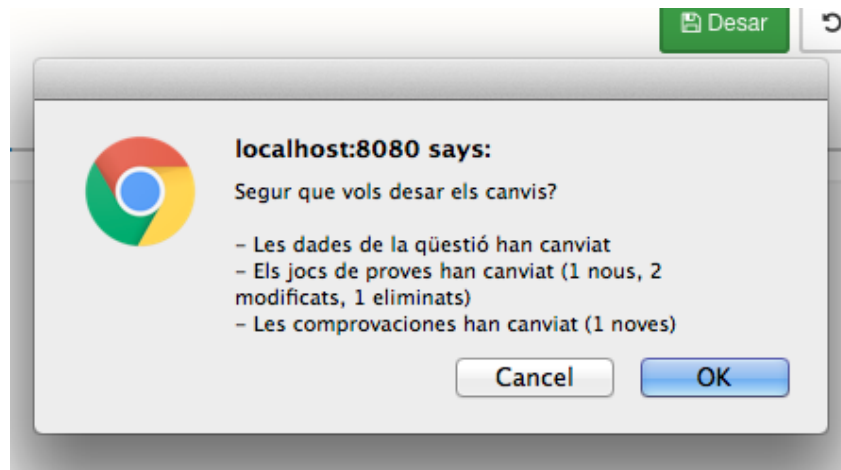 Desar
localhost:8080 says:
Segur que vols desar els canvis?
– Les dades de la qüestió han canviat
– Els jocs de proves han canviat (1 nous, 2
modificats, 1 eliminats)
– Les comprovaciones han canviat (1 noves)
Cancel
OK